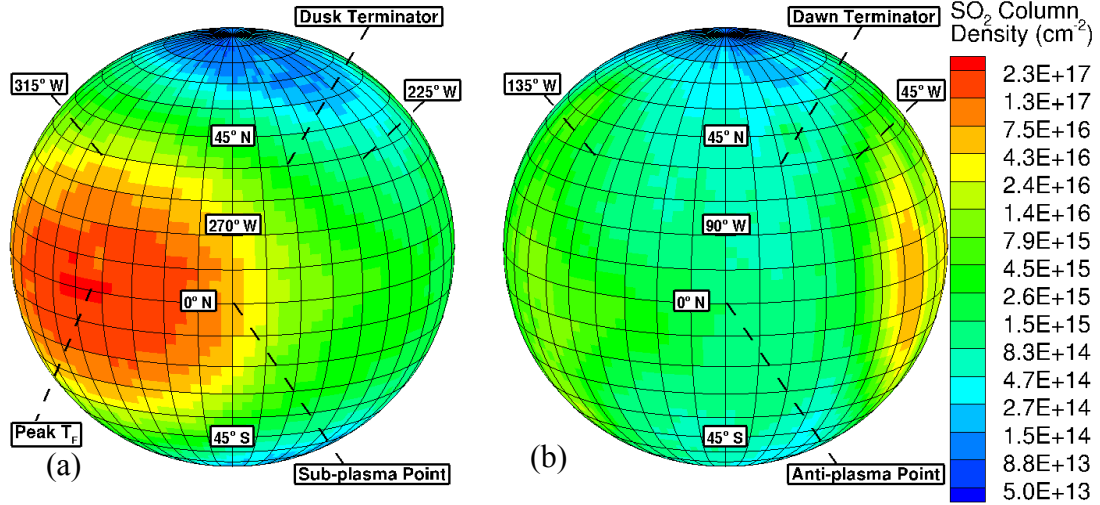 Dusk Terminator
315° W
225° W
45° N
270° W
0° N
Peak T_F
45° S
Sub-plasma Point
(a)
Dawn Terminator
135° W
45° W
45° N
90° W
0° N
45° S
Anti-plasma Point
(b)
SO₂ Column
Density (cm⁻²)
2.3E+17
1.3E+17
7.5E+16
4.3E+16
2.4E+16
1.4E+16
7.9E+15
4.5E+15
2.6E+15
1.5E+15
8.3E+14
4.7E+14
2.7E+14
1.5E+14
8.8E+13
5.0E+13